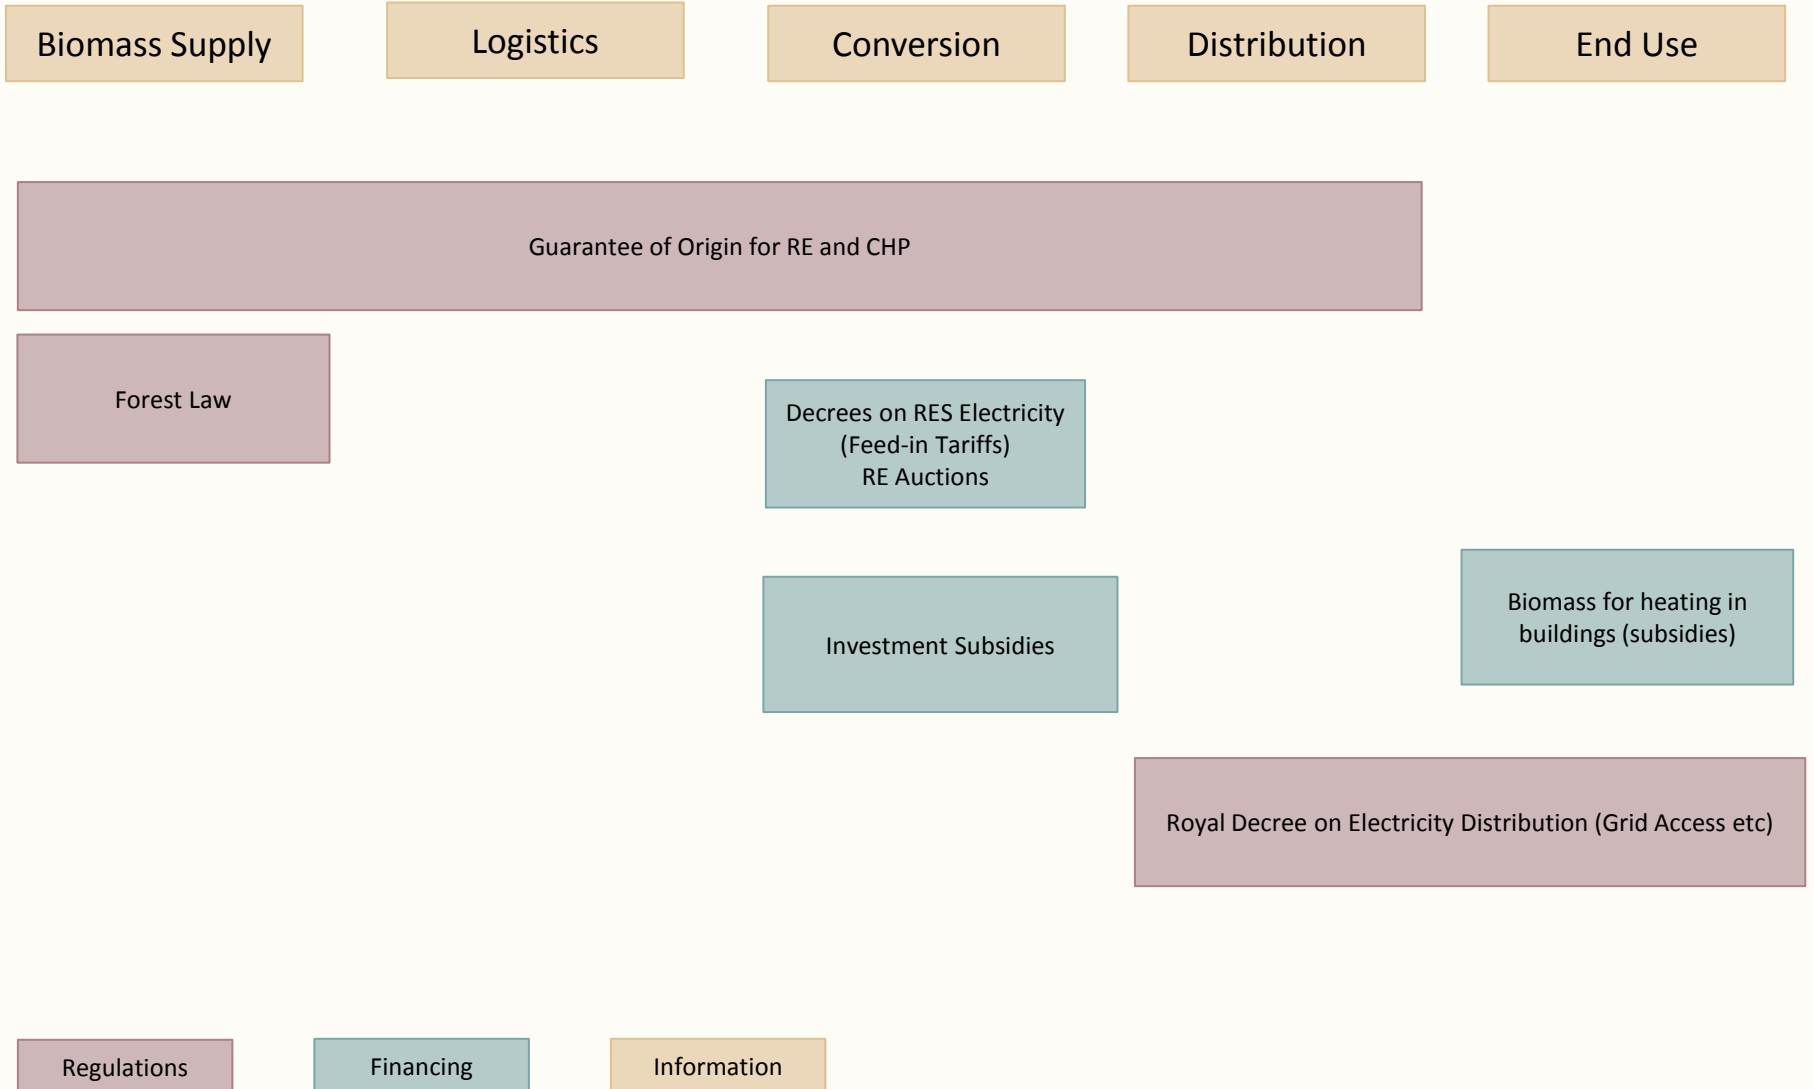 Biomass Supply
Logistics
Conversion
Distribution
End Use
Guarantee of Origin for RE and CHP
Forest Law
Decrees on RES Electricity
(Feed-in Tariffs)
RE Auctions
Biomass for heating in
buildings (subsidies)
Investment Subsidies
Royal Decree on Electricity Distribution (Grid Access etc)
Regulations
Financing
Information